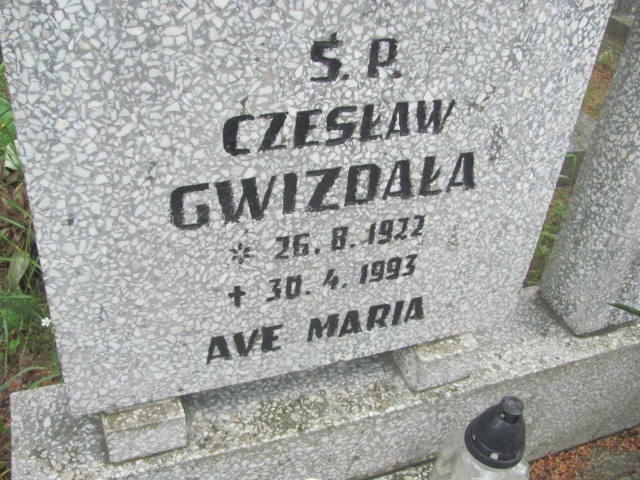 Ś. P.
CZESŁAW
GWIZDAŁA
* 26. 8. 1922
+ 30. 4. 1993
AVE MARIA